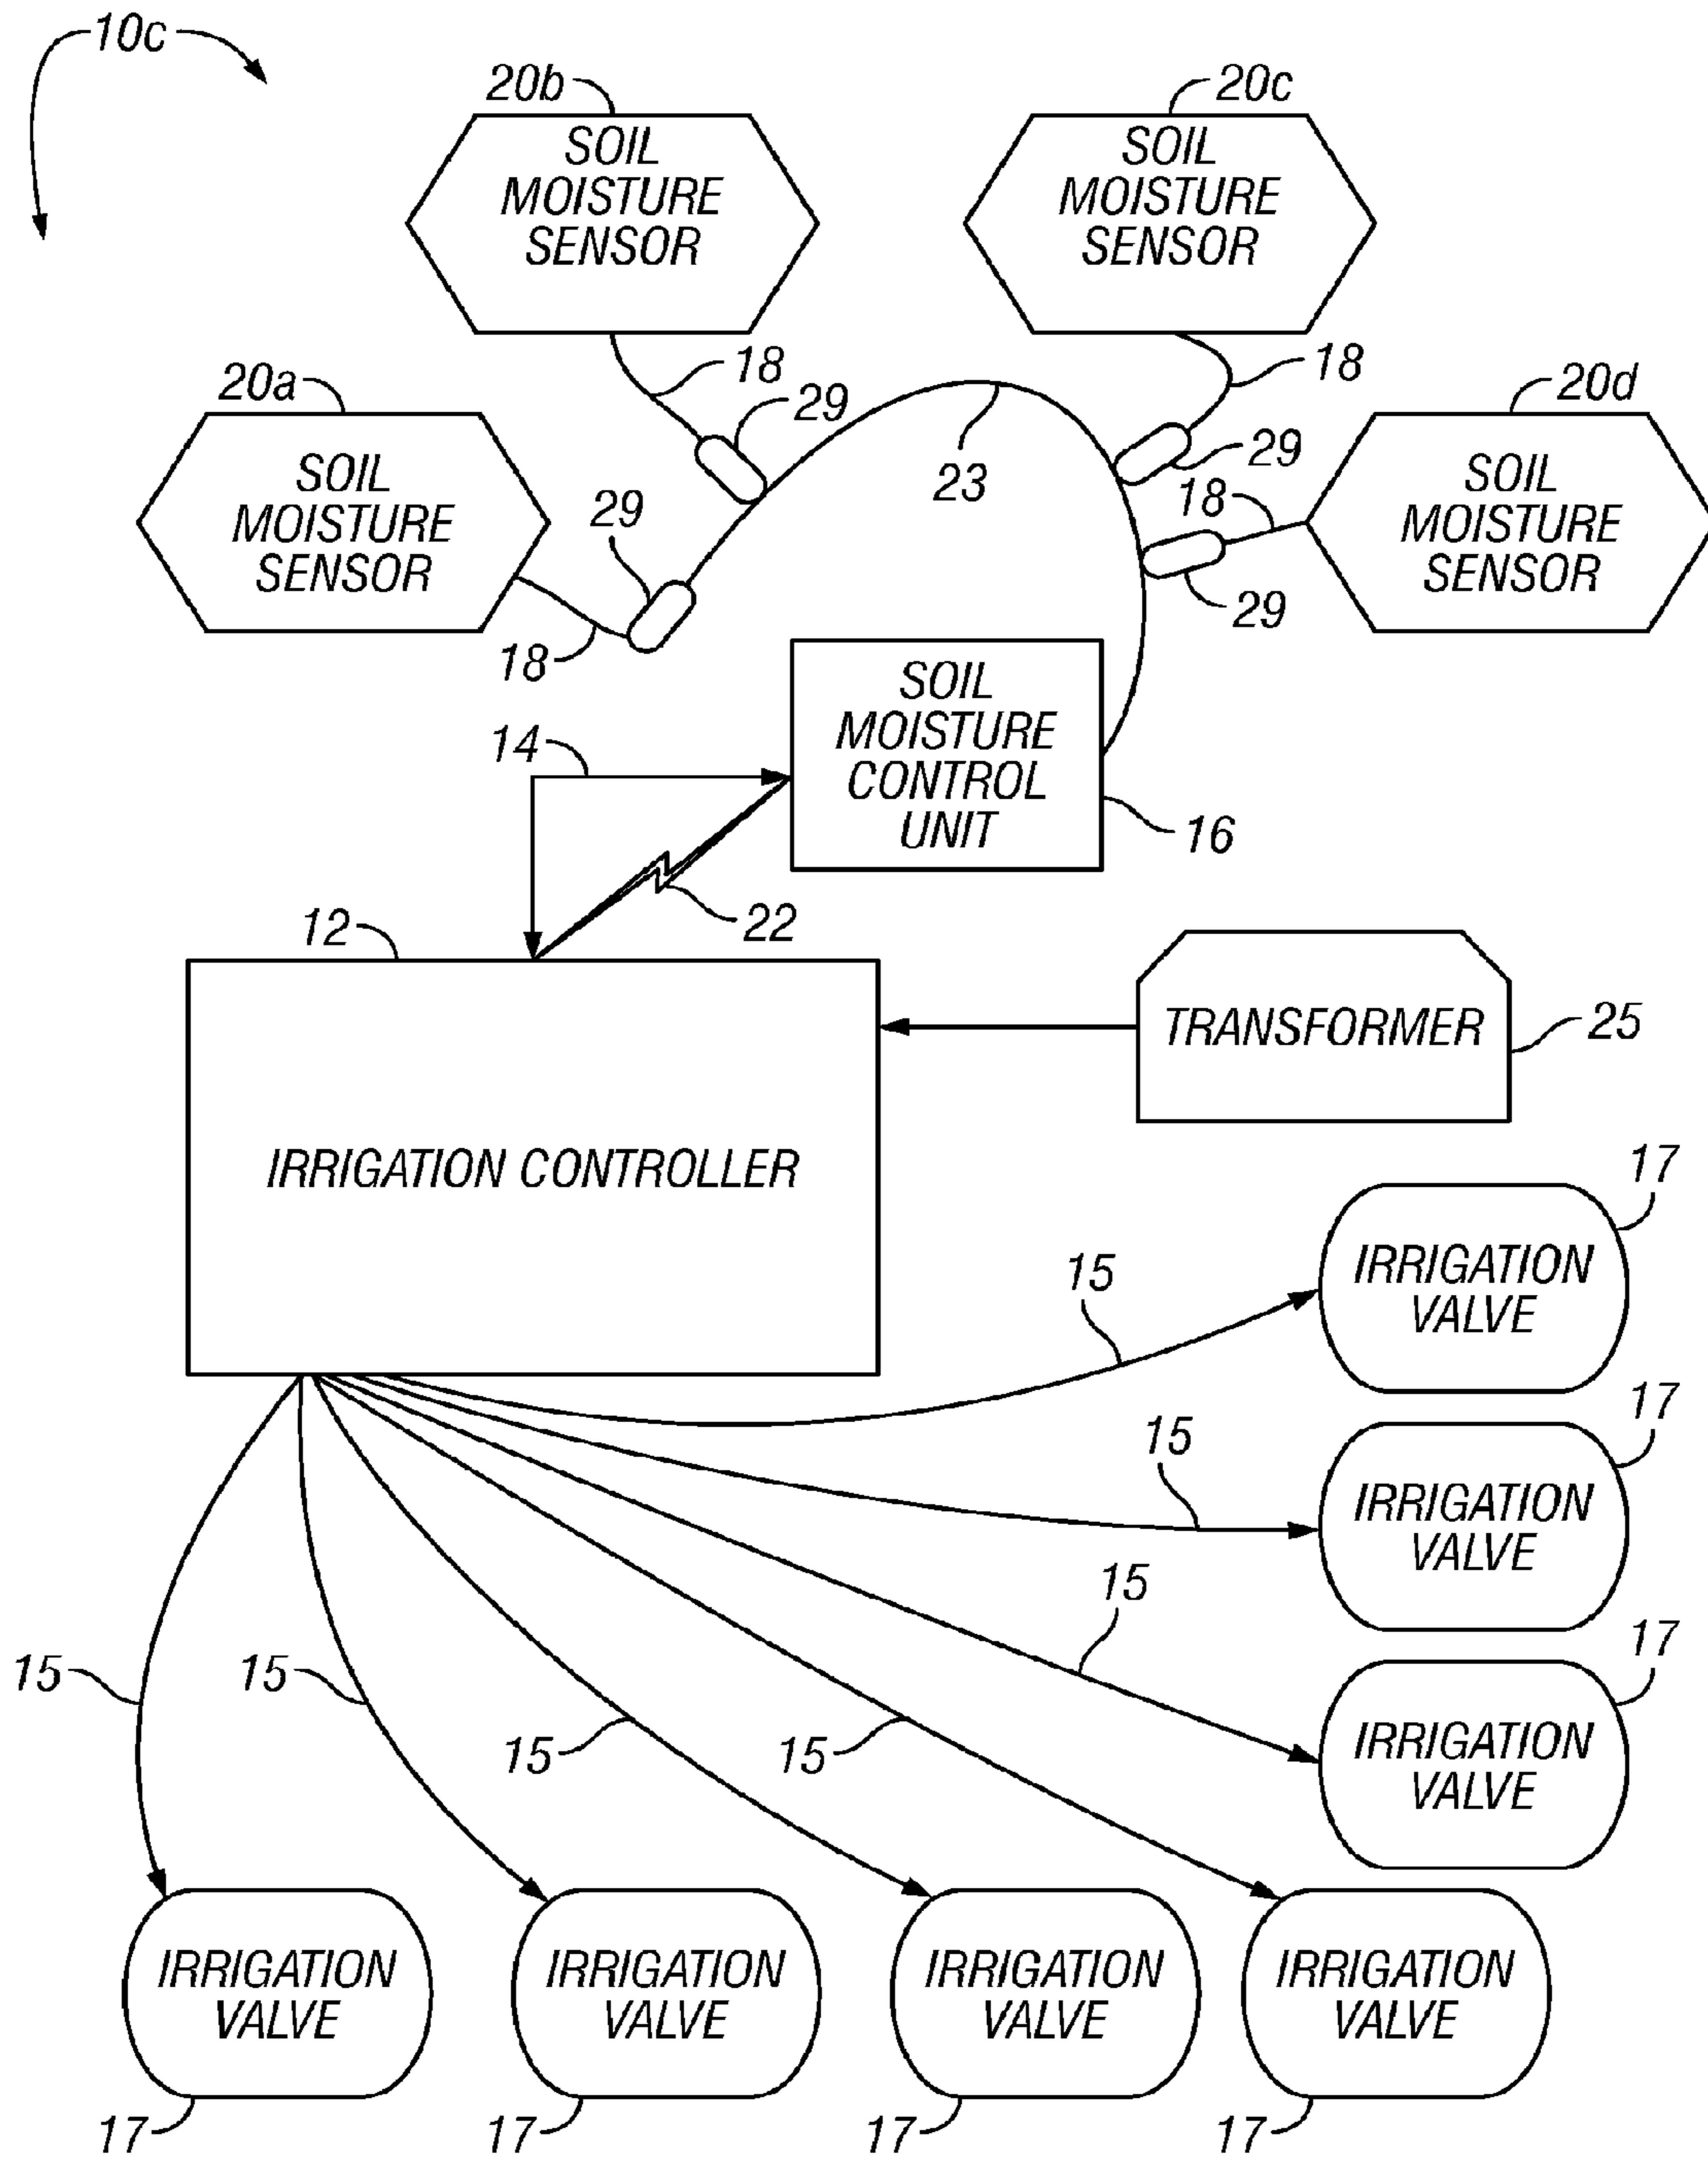 10c
20b
20c
SOIL
MOISTURE
SENSOR
SOIL
MOISTURE
SENSOR
18
18
20a
29
20d
SOIL
MOISTURE
SENSOR
29
23
29
18
SOIL
MOISTURE
SENSOR
29
18
SOIL
MOISTURE
CONTROL
UNIT
14
16
22
12
TRANSFORMER
25
IRRIGATION CONTROLLER
17
15
IRRIGATION
VALVE
17
15
IRRIGATION
VALVE
15
17
15
15
15
15
IRRIGATION
VALVE
IRRIGATION
VALVE
IRRIGATION
VALVE
IRRIGATION
VALVE
IRRIGATION
VALVE
17
17
17
17